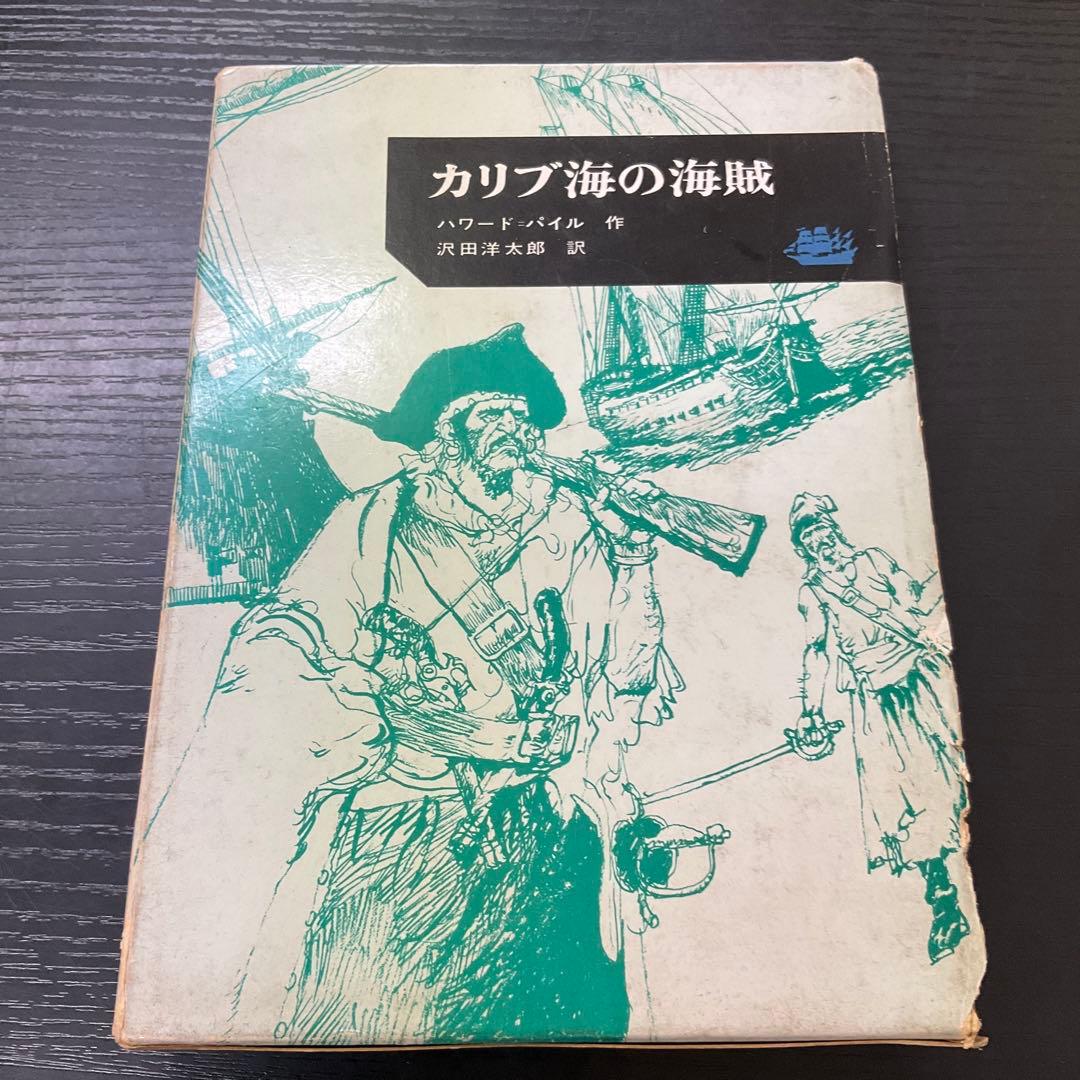 カリブ海の海賊
ハワード=パイル 作
沢田洋太郎 訳